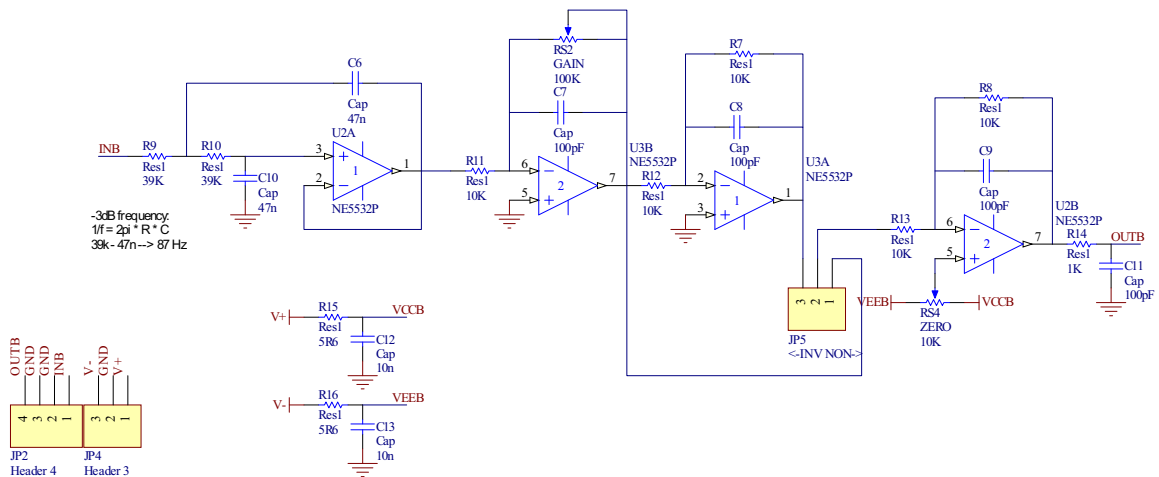 C6
Cap
47n
INB
R9
Res1
39K
R10
Res1
39K
C10
Cap
47n
U2A
3
2
1
1
NE5532P
-3dB frequency:
1/f = 2pi * R * C
39k - 47n --> 87 Hz
RS2
GAIN
100K
C7
Cap
100pF
R11
Res1
10K
6
5
2
7
U3B
NE5532P
NE5532P
R12
Res1
10K
R7
Res1
10K
C8
Cap
100pF
2
3
1
1
U3A
NE5532P
R8
Res1
10K
C9
Cap
100pF
R13
Res1
10K
6
5
2
7
U2B
NE5532P
R14
Res1
1K
OUTB
C11
Cap
100pF
VEEB
VCCB
RS4
ZERO
10K
3
2
1
JP5
<-INV NON->
V+
R15
Res1
5R6
VCCB
C12
Cap
10n
V-
R16
Res1
5R6
VEEB
C13
Cap
10n
OUTB
GND
GND
INB
4
3
2
1
JP2
Header 4
V-
GND
V+
3
2
1
JP4
Header 3